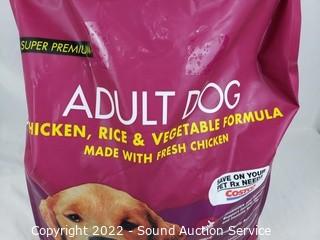 SUPER PREMIUM
ADULT DOG
CHICKEN, RICE & VEGETABLE FORMULA
MADE WITH FRESH CHICKEN
SAVE ON YOUR
PET Rx NEEDS
COSTCO
Copyright 2022 - Sound Auction Service